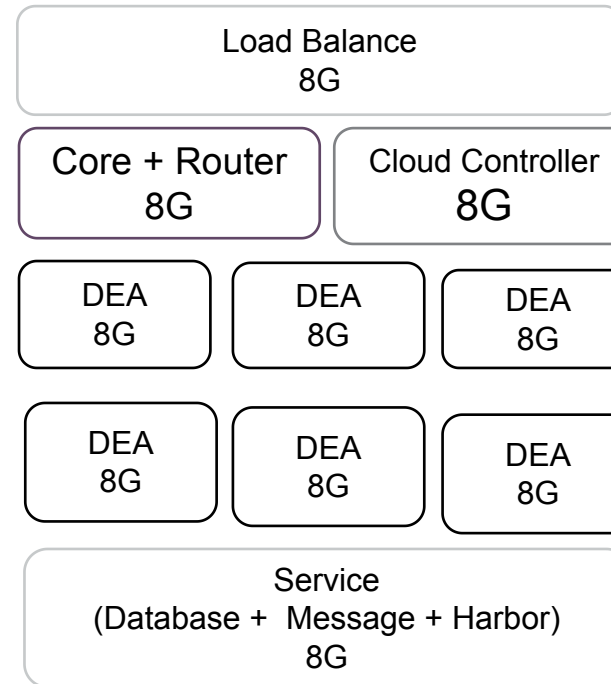 Load Balance
8G
Core + Router
8G
Cloud Controller
8G
DEA
8G
DEA
8G
DEA
8G
DEA
8G
DEA
8G
DEA
8G
Service
(Database + Message + Harbor)
8G